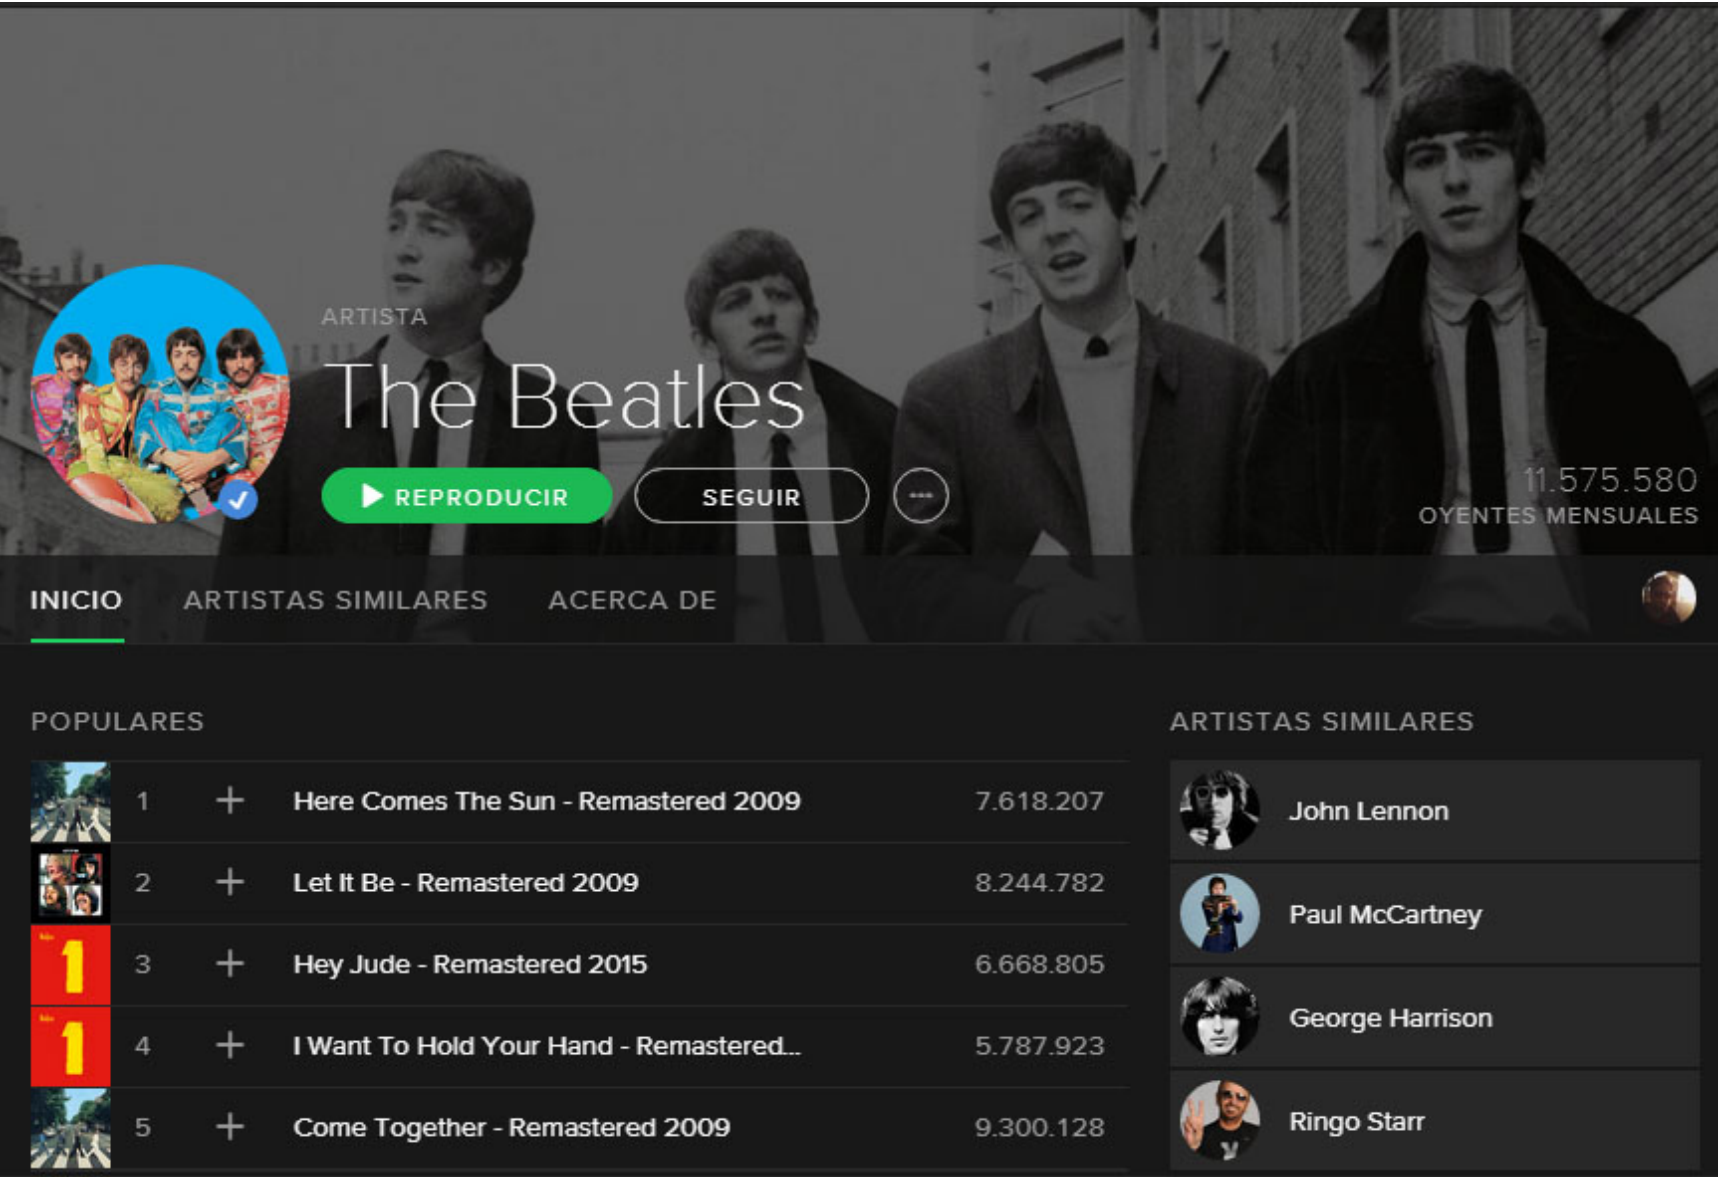 ARTISTA
The Beatles
REPRODUCIR
SEGUIR
11.575.580
OYENTES MENSUALES
INICIO
ARTISTAS SIMILARES
ACERCA DE
POPULARES
1 + Here Comes The Sun - Remastered 2009 7.618.207
2 + Let It Be - Remastered 2009 8.244.782
3 + Hey Jude - Remastered 2015 6.668.805
4 + I Want To Hold Your Hand - Remastered... 5.787.923
5 + Come Together - Remastered 2009 9.300.128
ARTISTAS SIMILARES
John Lennon
Paul McCartney
George Harrison
Ringo Starr
1
1